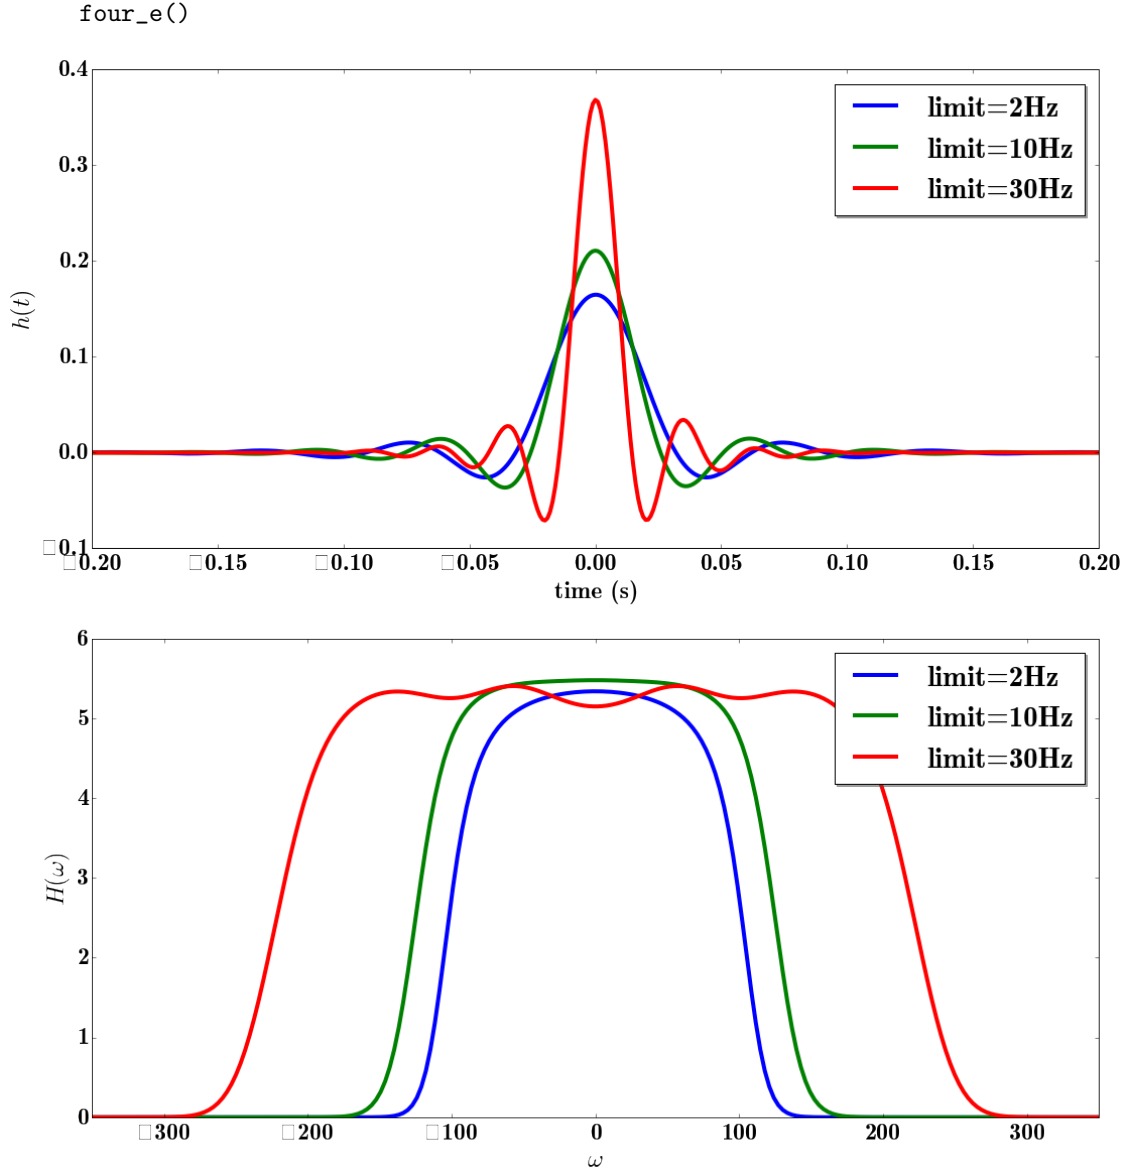 four_e()
0.4
0.3
0.2
0.1
0.0
□0.1
h(t)
limit=2Hz
limit=10Hz
limit=30Hz
□0.20 □0.15 □0.10 □0.05 0.00 0.05 0.10 0.15 0.20
time (s)
6
5
4
3
2
1
0
H(ω)
limit=2Hz
limit=10Hz
limit=30Hz
□300 □200 □100 0 100 200 300
ω